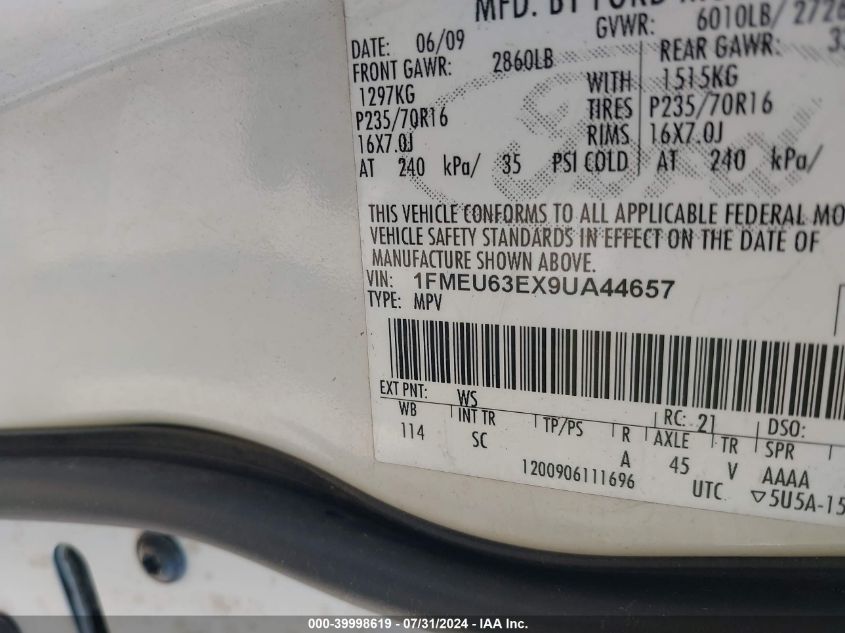 MFD. BY FORD
GVWR: 6010LB/ 2726
DATE: 06/09
FRONT GAWR: 2860LB
REAR GAWR:
1297KG WITH 1515KG
P235/70R16 TIRES P235/70R16
16X7.0J RIMS 16X7.0J
AT 240 kPa/ 35 PSI COLD AT 240 kPa/
THIS VEHICLE CONFORMS TO ALL APPLICABLE FEDERAL MO
VEHICLE SAFETY STANDARDS IN EFFECT ON THE DATE OF
MANUFACTURE SHOWN ABOVE.
VIN: 1FMEU63EX9UA44657
TYPE: MPV
EXT PNT: WS RC: 21 DSO:
WB INT TR TP/PS R AXLE TR SPR
114 SC A 45 V AAAA
1200906111696 UTC ▽5U5A-15
000-39998619 - 07/31/2024 - IAA Inc.